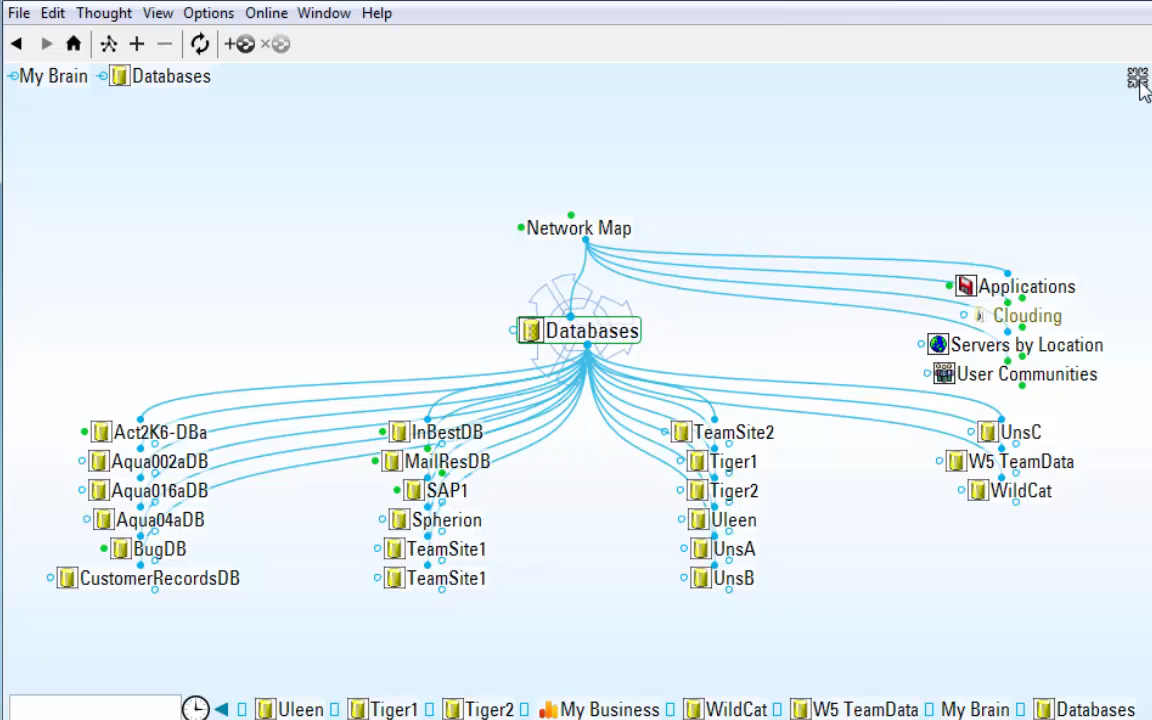 File Edit Thought View Options Online Window Help
My Brain Databases
Network Map
Applications
Clouding
Databases
Servers by Location
User Communities
Act2K6-DBa InBestDB TeamSite2 UnsC
Aqua002aDB MailResDB Tiger1 W5 TeamData
Aqua016aDB SAP1 Tiger2 WildCat
Aqua04aDB Spherion Uleen
BugDB TeamSite1 UnsA
CustomerRecordsDB TeamSite1 UnsB
Uleen Tiger1 Tiger2 My Business WildCat W5 TeamData My Brain Databases